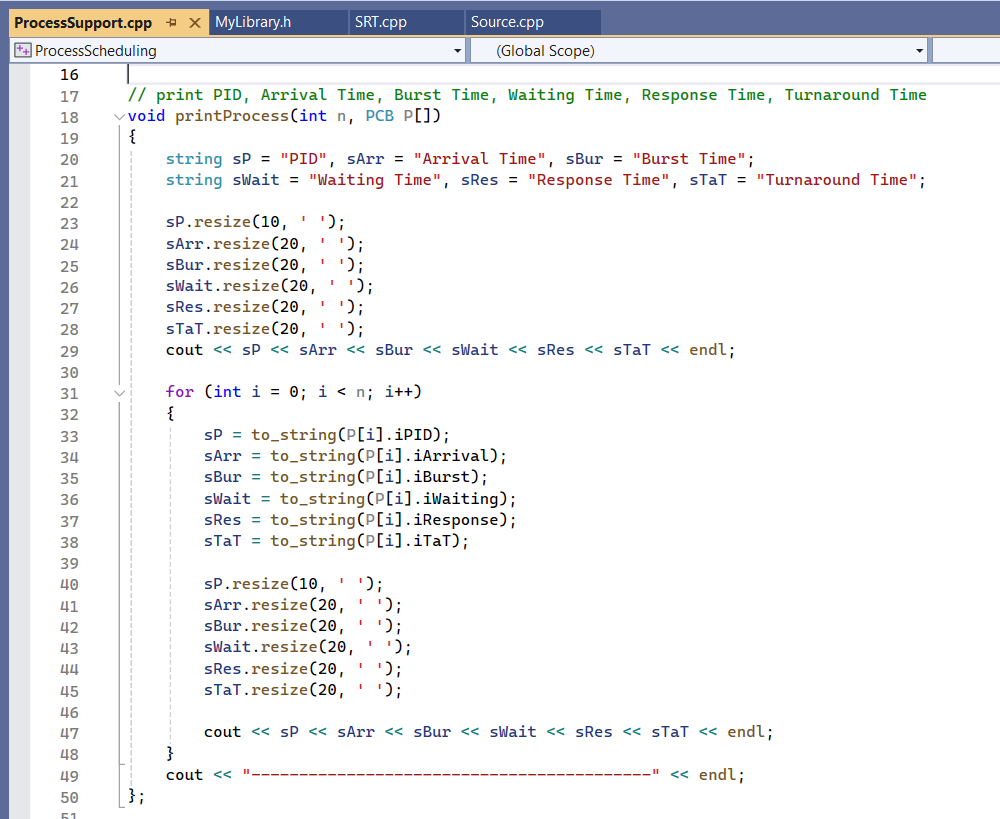 ProcessSupport.cpp MyLibrary.h SRT.cpp Source.cpp
ProcessScheduling (Global Scope)
16
17 // print PID, Arrival Time, Burst Time, Waiting Time, Response Time, Turnaround Time
18 void printProcess(int n, PCB P[])
19 {
20 string sP = "PID", sArr = "Arrival Time", sBur = "Burst Time";
21 string sWait = "Waiting Time", sRes = "Response Time", sTaT = "Turnaround Time";
22
23 sP.resize(10, ' ');
24 sArr.resize(20, ' ');
25 sBur.resize(20, ' ');
26 sWait.resize(20, ' ');
27 sRes.resize(20, ' ');
28 sTaT.resize(20, ' ');
29 cout << sP << sArr << sBur << sWait << sRes << sTaT << endl;
30
31 for (int i = 0; i < n; i++)
32 {
33 sP = to_string(P[i].iPID);
34 sArr = to_string(P[i].iArrival);
35 sBur = to_string(P[i].iBurst);
36 sWait = to_string(P[i].iWaiting);
37 sRes = to_string(P[i].iResponse);
38 sTaT = to_string(P[i].iTaT);
39
40 sP.resize(10, ' ');
41 sArr.resize(20, ' ');
42 sBur.resize(20, ' ');
43 sWait.resize(20, ' ');
44 sRes.resize(20, ' ');
45 sTaT.resize(20, ' ');
46
47 cout << sP << sArr << sBur << sWait << sRes << sTaT << endl;
48 }
49 cout << "------------------------------------------" << endl;
50 };
51